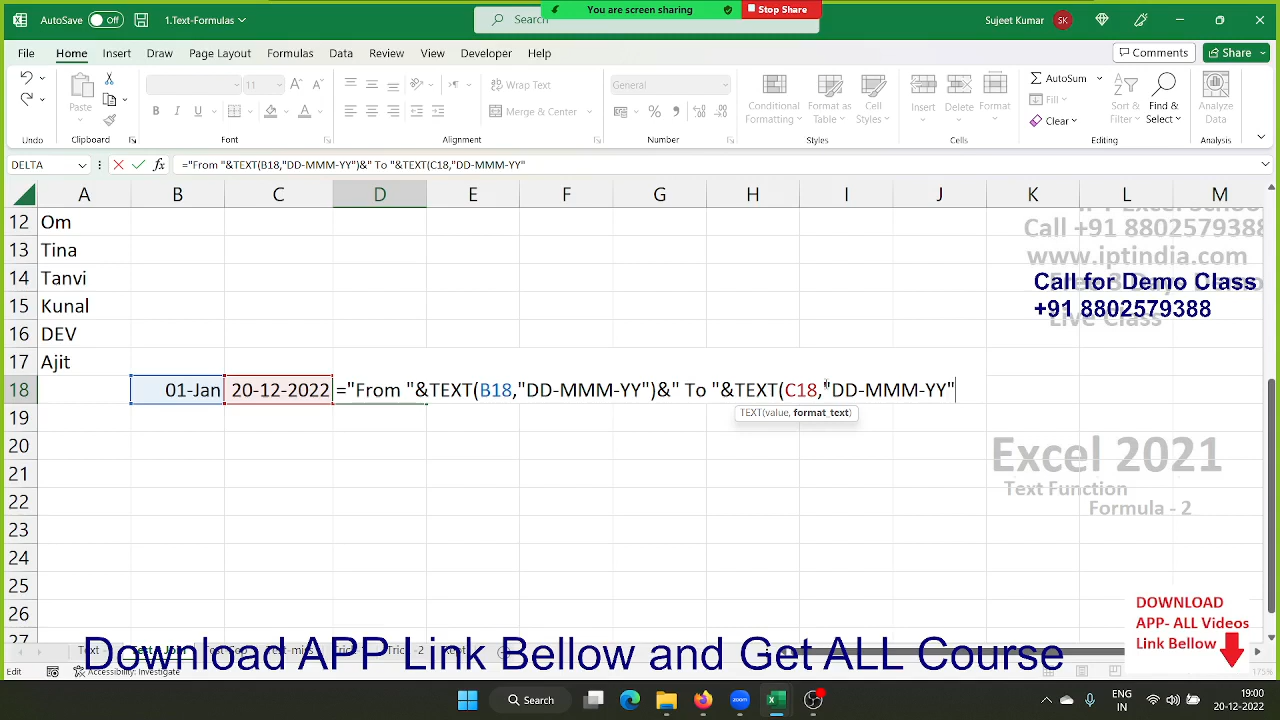 You are screen sharing
Stop Share
AutoSave Off
1.Text-Formulas
Search
Sujeet Kumar
SK
File Home Insert Draw Page Layout Formulas Data Review View Developer Help
Comments
Share
Paste
11
Wrap Text
Merge & Center
General
Conditional Formatting
Format as Table
Cell Styles
Insert
Delete
Format
AutoSum
Fill
Clear
Sort & Filter
Find & Select
Analyze Data
Undo
Clipboard
Font
Alignment
Number
Styles
Cells
Editing
Analysis
DELTA
="From "&TEXT(B18,"DD-MMM-YY")&" To "&TEXT(C18,"DD-MMM-YY"
A B C D E F G H I J K L M
12 Om
13 Tina
14 Tanvi
15 Kunal
16 DEV
17 Ajit
18 01-Jan 20-12-2022 ="From "&TEXT(B18,"DD-MMM-YY")&" To "&TEXT(C18,"DD-MMM-YY"
TEXT(value, format_text)
19
20
21
22
23
24
25
26
27
Call +91 8802579388
www.iptindia.com
Call for Demo Class
+91 8802579388
Live Class
Excel 2021
Text Function
Formula - 2
DOWNLOAD
APP- ALL Videos
Link Bellow
Download APP Link Bellow and Get ALL Course
Edit
Accessibility: Investigate
175%
Search
zoom
ENG
IN
19:00
20-12-2022